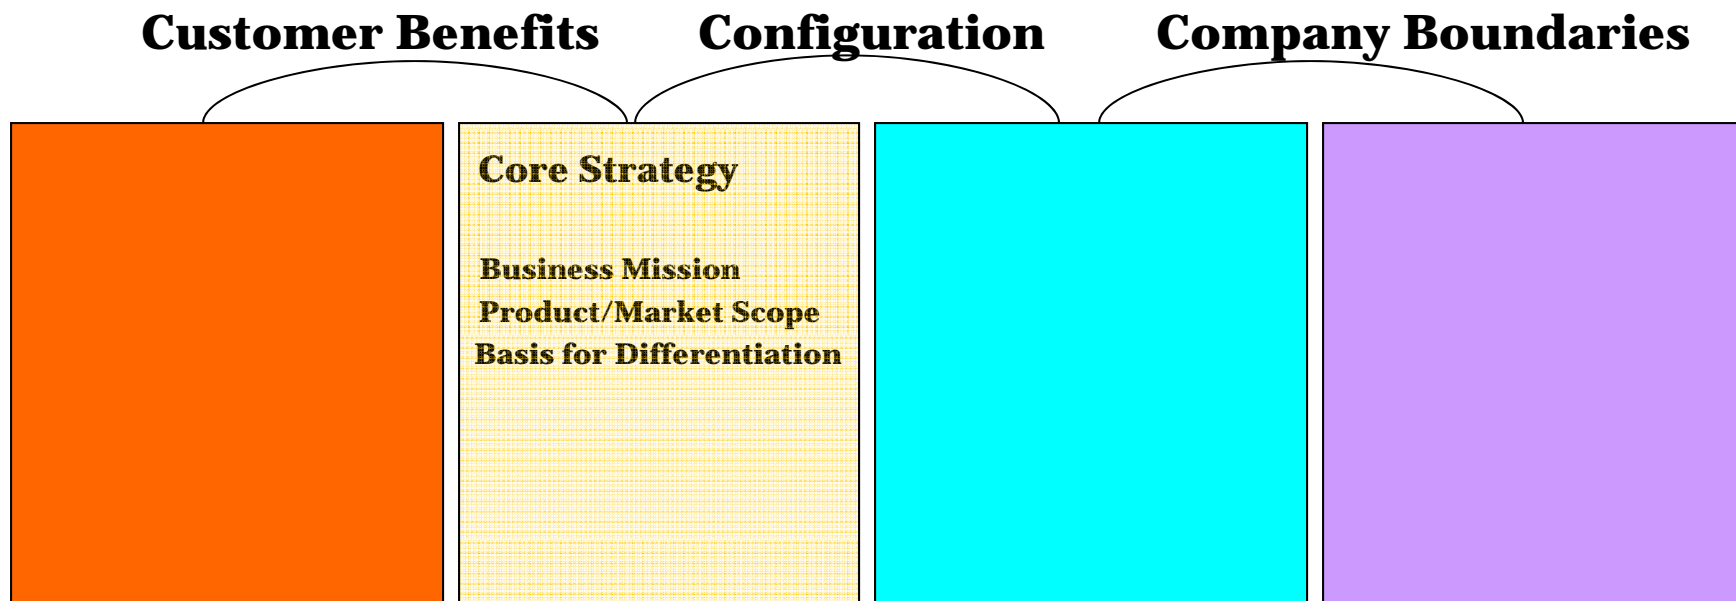 Customer Benefits Configuration Company Boundaries
Core Strategy
Business Mission
Product/Market Scope
Basis for Differentiation